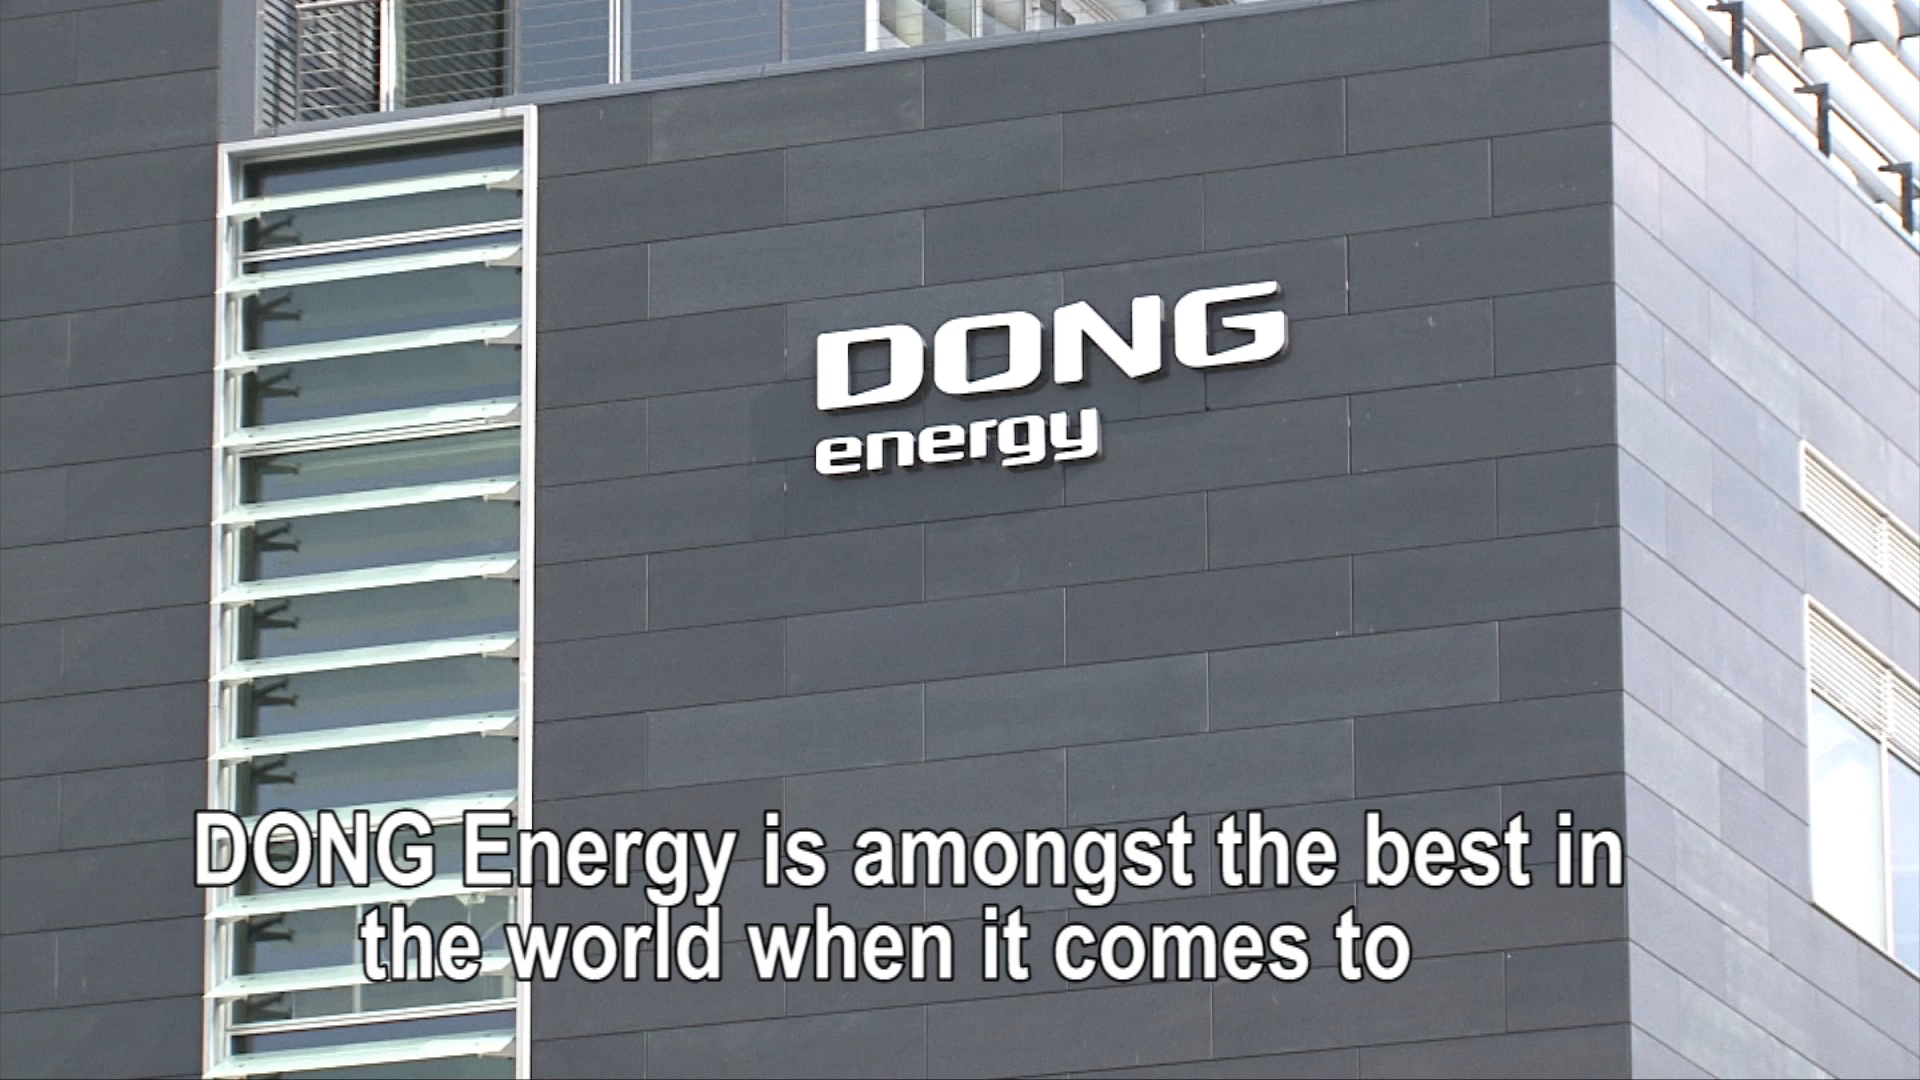 DONG
energy
DONG Energy is amongst the best in
the world when it comes to